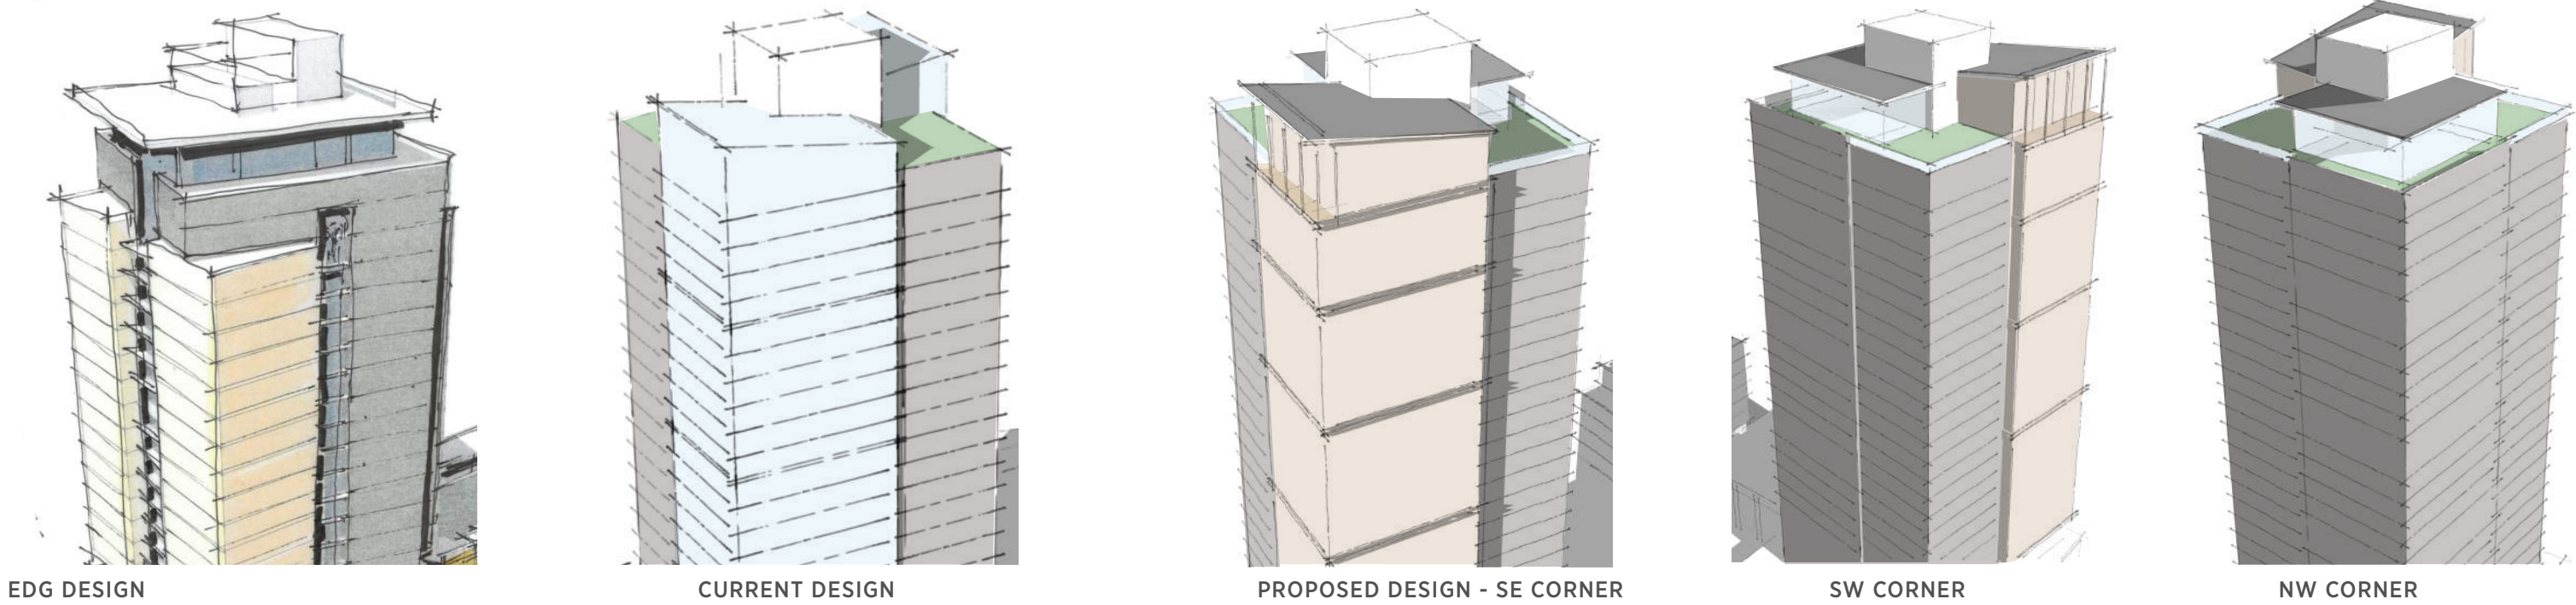 EDG DESIGN
CURRENT DESIGN
PROPOSED DESIGN - SE CORNER
SW CORNER
NW CORNER